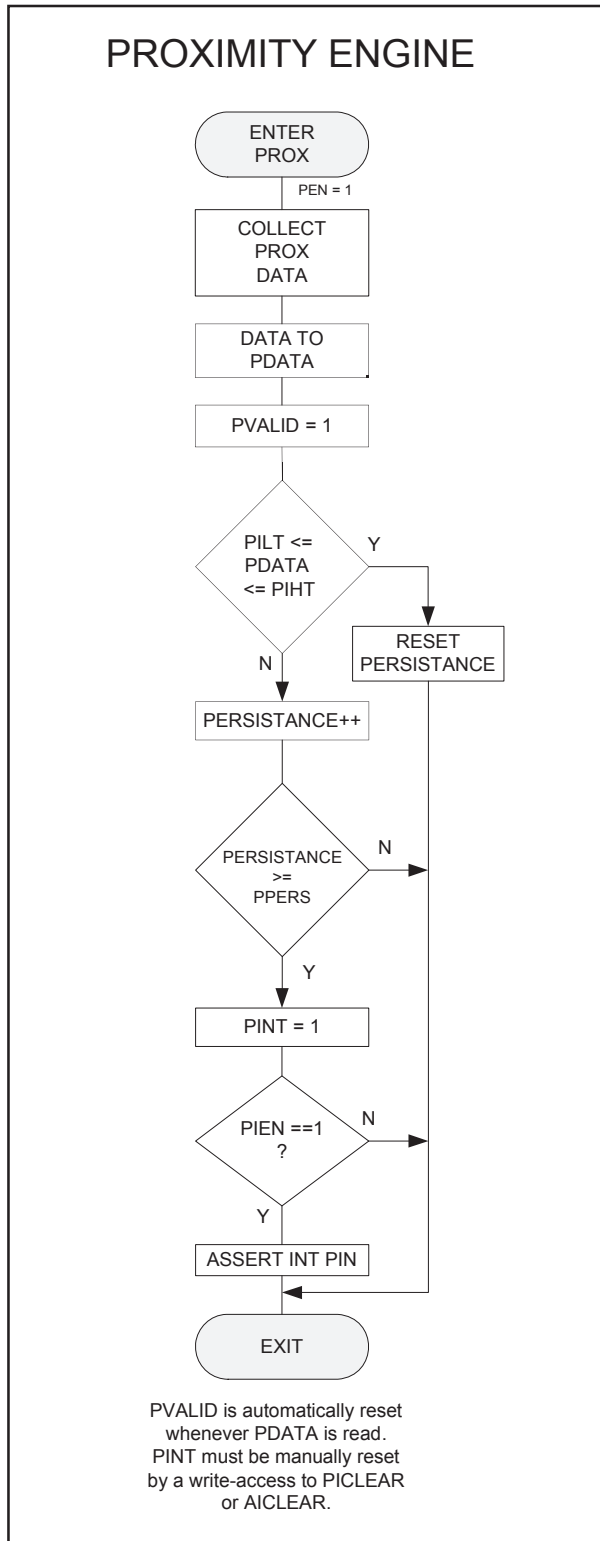 PROXIMITY ENGINE
ENTER
PROX
PEN = 1
COLLECT
PROX
DATA
DATA TO
PDATA
PVALID = 1
PILT <=
PDATA
<= PIHT
Y
RESET
PERSISTANCE
N
PERSISTANCE++
PERSISTANCE
>=
PPERS
N
Y
PINT = 1
PIEN ==1
?
N
Y
ASSERT INT PIN
EXIT
PVALID is automatically reset
whenever PDATA is read.
PINT must be manually reset
by a write-access to PICLEAR
or AICLEAR.